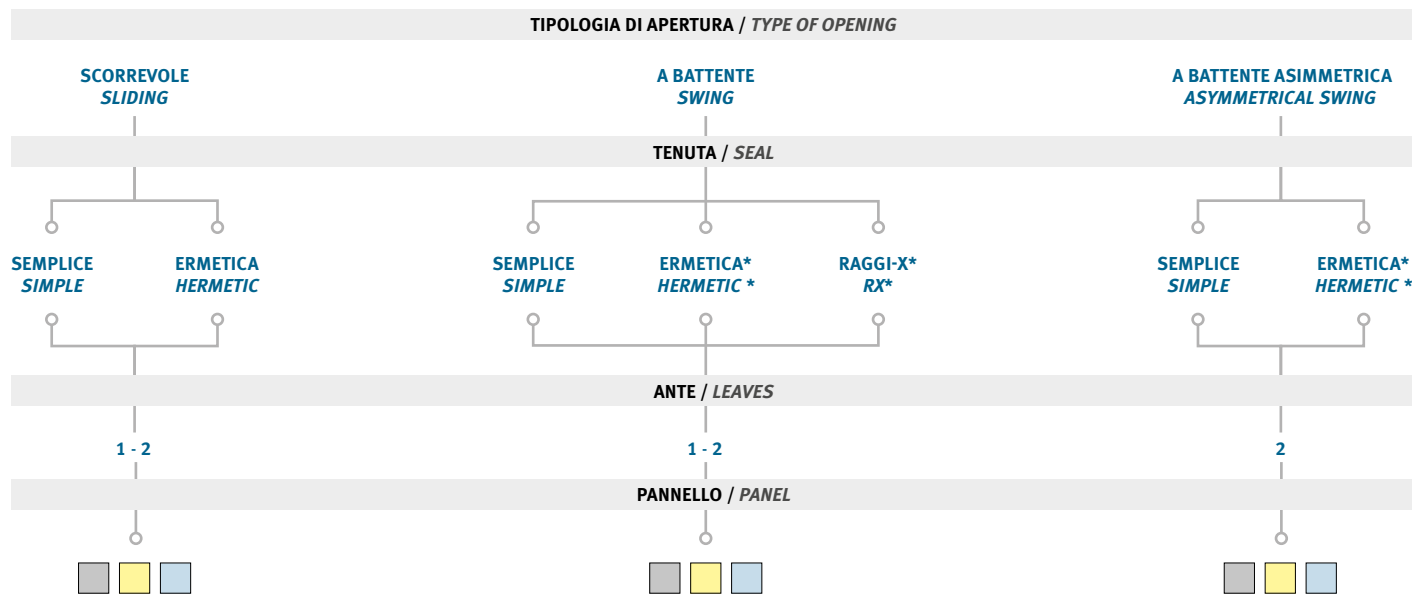 TIPOLOGIA DI APERTURA / TYPE OF OPENING
SCORREVOLE
SLIDING
A BATTENTE
SWING
A BATTENTE ASIMMETRICA
ASYMMETRICAL SWING
TENUTA / SEAL
SEMPLICE
SIMPLE
ERMETICA
HERMETIC
SEMPLICE
SIMPLE
ERMETICA*
HERMETIC *
RAGGI-X*
RX*
SEMPLICE
SIMPLE
ERMETICA*
HERMETIC *
ANTE / LEAVES
1 - 2
1 - 2
2
PANNELLO / PANEL